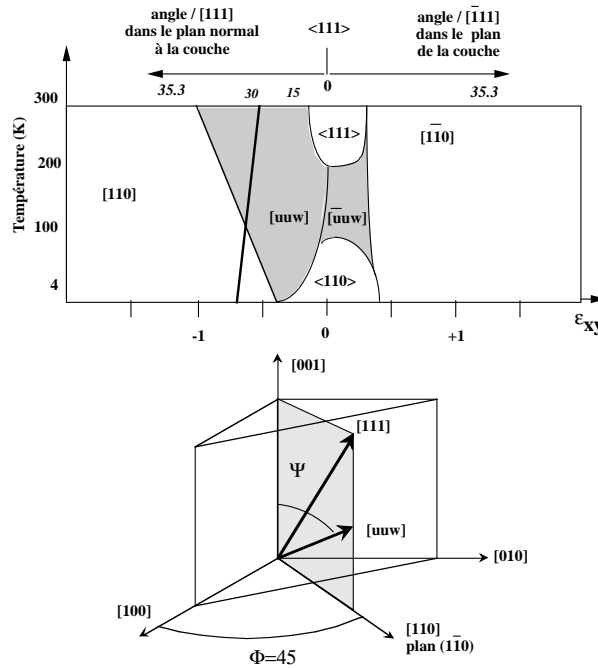 angle / [111]
dans le plan normal
à la couche
<111>
angle / [1̄11]
dans le plan
de la couche
35.3
30
15
0
35.3
Température (K)
300
200
100
4
<111>
[1̄10]
[110]
[uuw]
[ūuw]
<110>
-1
0
+1
εxy
[001]
[111]
Ψ
[uuw]
[010]
[100]
[110]
plan (11̄0)
Φ=45